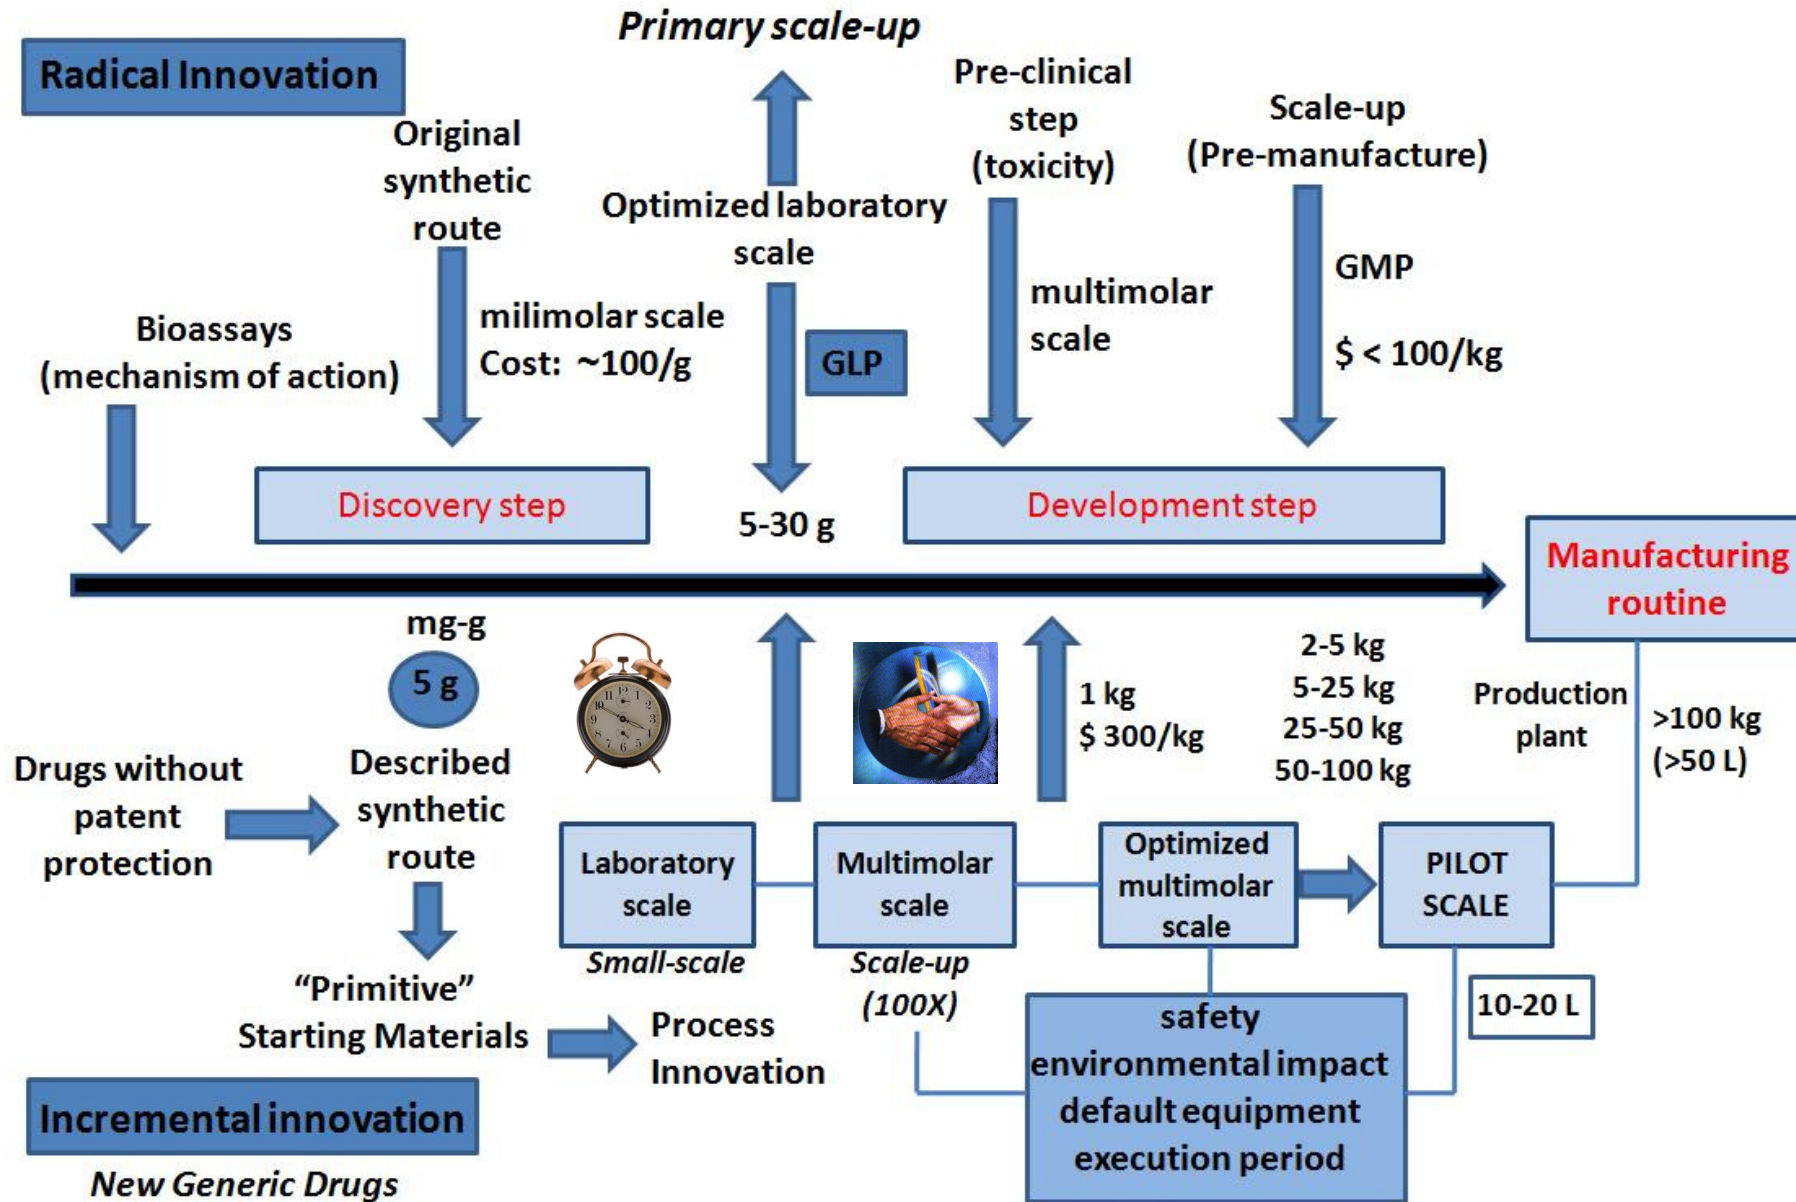 Primary scale-up
Radical Innovation
Original
synthetic
route
Pre-clinical
step
(toxicity)
Scale-up
(Pre-manufacture)
Optimized laboratory
scale
Bioassays
(mechanism of action)
milimolar scale
Cost: ~100/g
GLP
multimolar
scale
GMP
$ < 100/kg
Discovery step
5-30 g
Development step
Manufacturing
routine
mg-g
5 g
1 kg
$ 300/kg
2-5 kg
5-25 kg
25-50 kg
50-100 kg
Production
plant
>100 kg
(>50 L)
Drugs without
patent
protection
Described
synthetic
route
Laboratory
scale
Multimolar
scale
Optimized
multimolar
scale
PILOT
SCALE
Small-scale
Scale-up
(100X)
10-20 L
“Primitive”
Starting Materials
Process
Innovation
safety
environmental impact
default equipment
execution period
Incremental innovation
New Generic Drugs